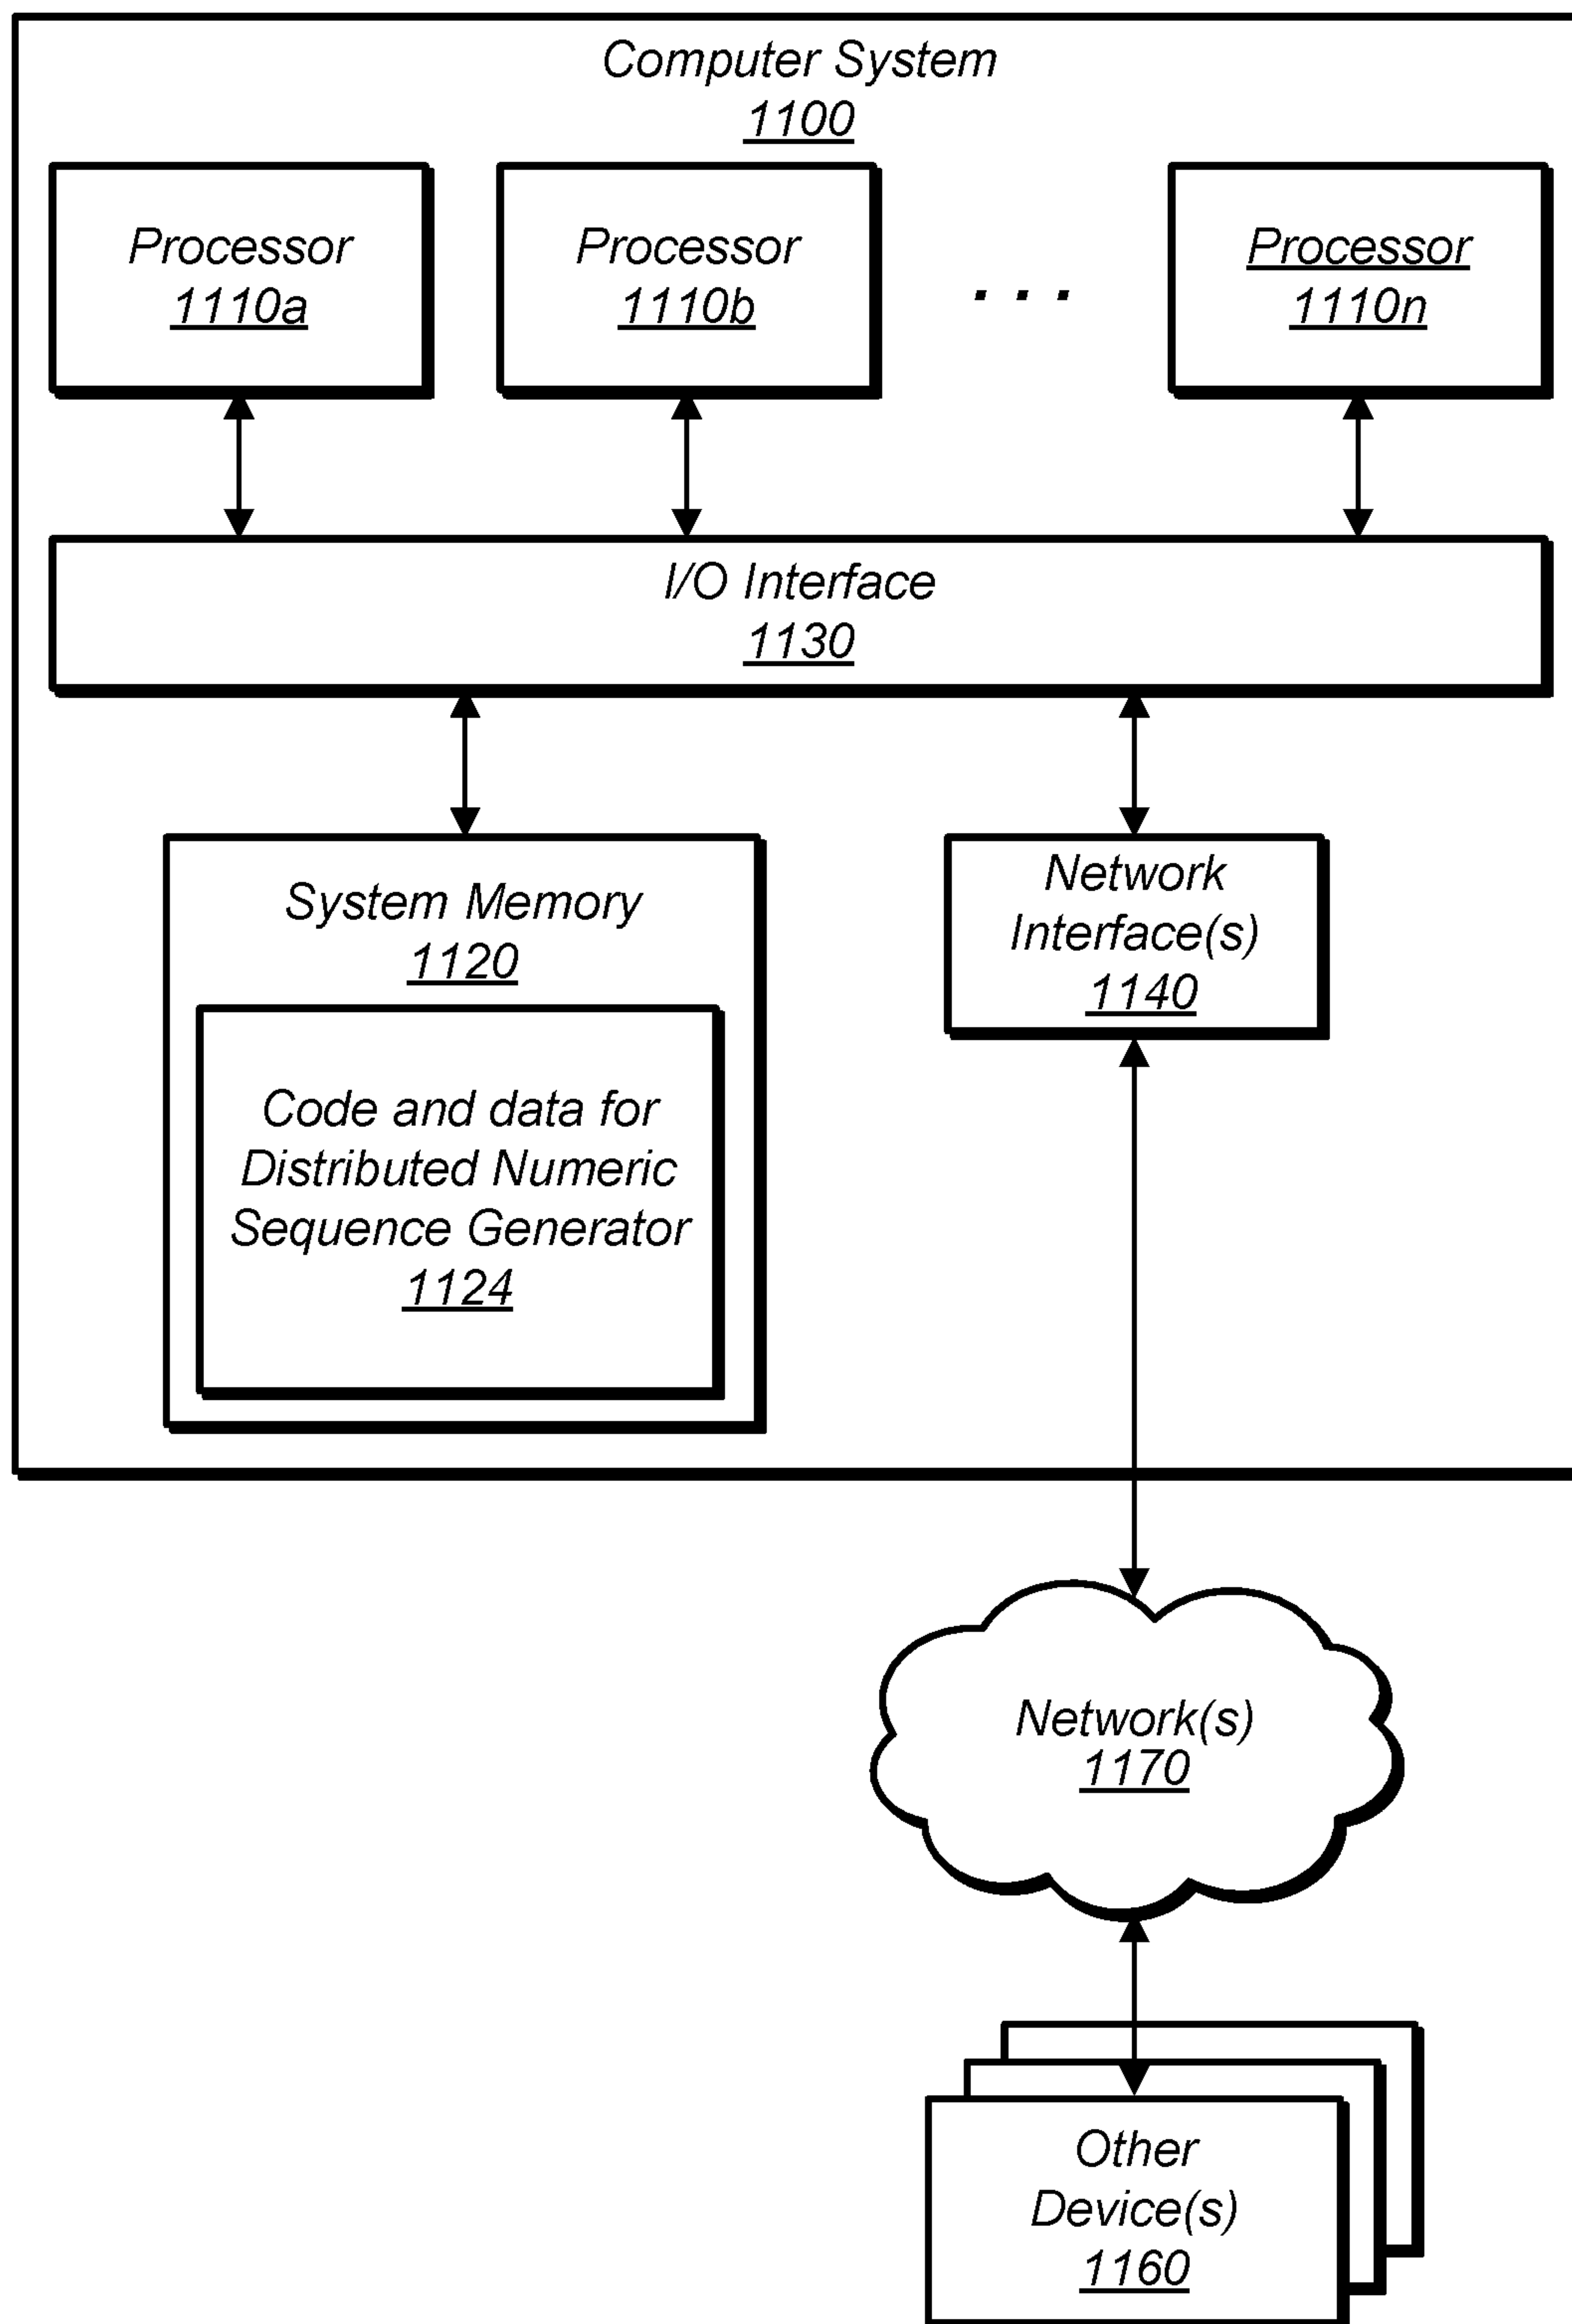 Computer System
1100
Processor
1110a
Processor
1110b
. . .
Processor
1110n
I/O Interface
1130
System Memory
1120
Code and data for
Distributed Numeric
Sequence Generator
1124
Network
Interface(s)
1140
Network(s)
1170
Other
Device(s)
1160